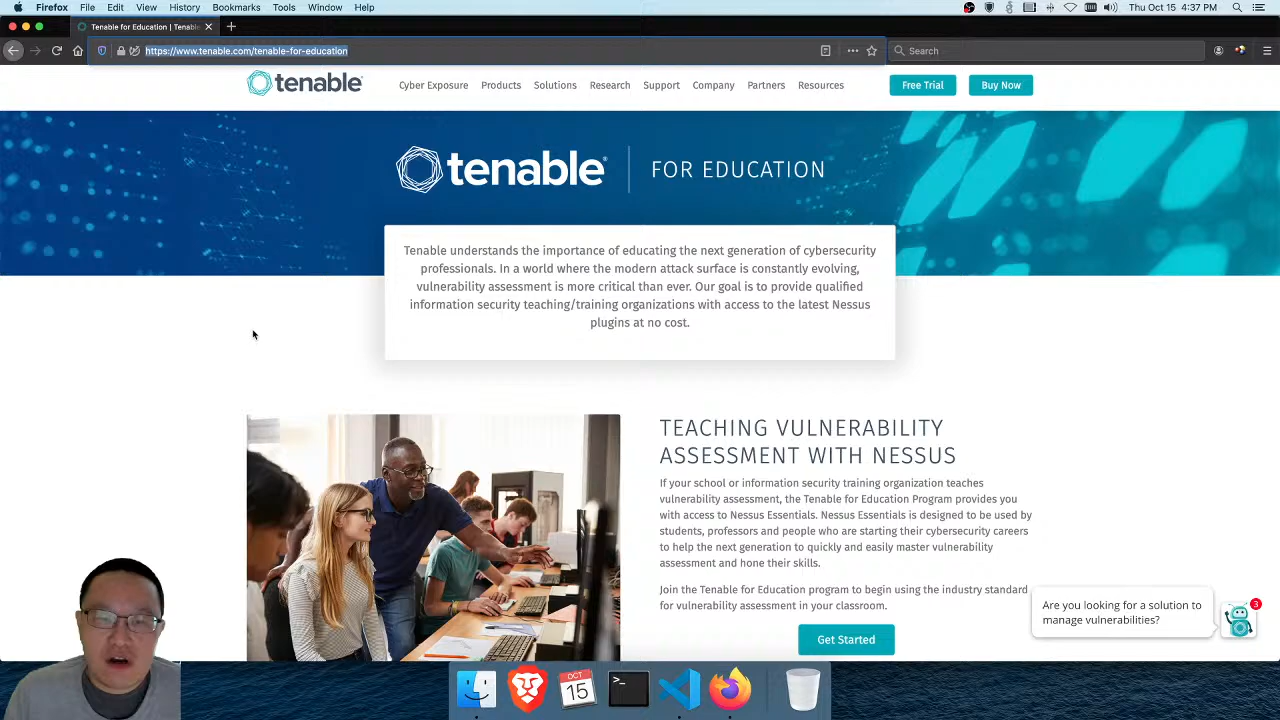 Firefox File Edit View History Bookmarks Tools Window Help
Thu Oct 15 4:37 PM
Tenable for Education | Tenable
https://www.tenable.com/tenable-for-education
Search
tenable
Cyber Exposure Products Solutions Research Support Company Partners Resources
Free Trial
Buy Now
tenable® FOR EDUCATION
Tenable understands the importance of educating the next generation of cybersecurity
professionals. In a world where the modern attack surface is constantly evolving,
vulnerability assessment is more critical than ever. Our goal is to provide qualified
information security teaching/training organizations with access to the latest Nessus
plugins at no cost.
TEACHING VULNERABILITY
ASSESSMENT WITH NESSUS
If your school or information security training organization teaches
vulnerability assessment, the Tenable for Education Program provides you
with access to Nessus Essentials. Nessus Essentials is designed to be used by
students, professors and people who are starting their cybersecurity careers
to help the next generation to quickly and easily master vulnerability
assessment and hone their skills.
Join the Tenable for Education program to begin using the industry standard
for vulnerability assessment in your classroom.
Get Started
Are you looking for a solution to
manage vulnerabilities?
3
OCT
15
>_